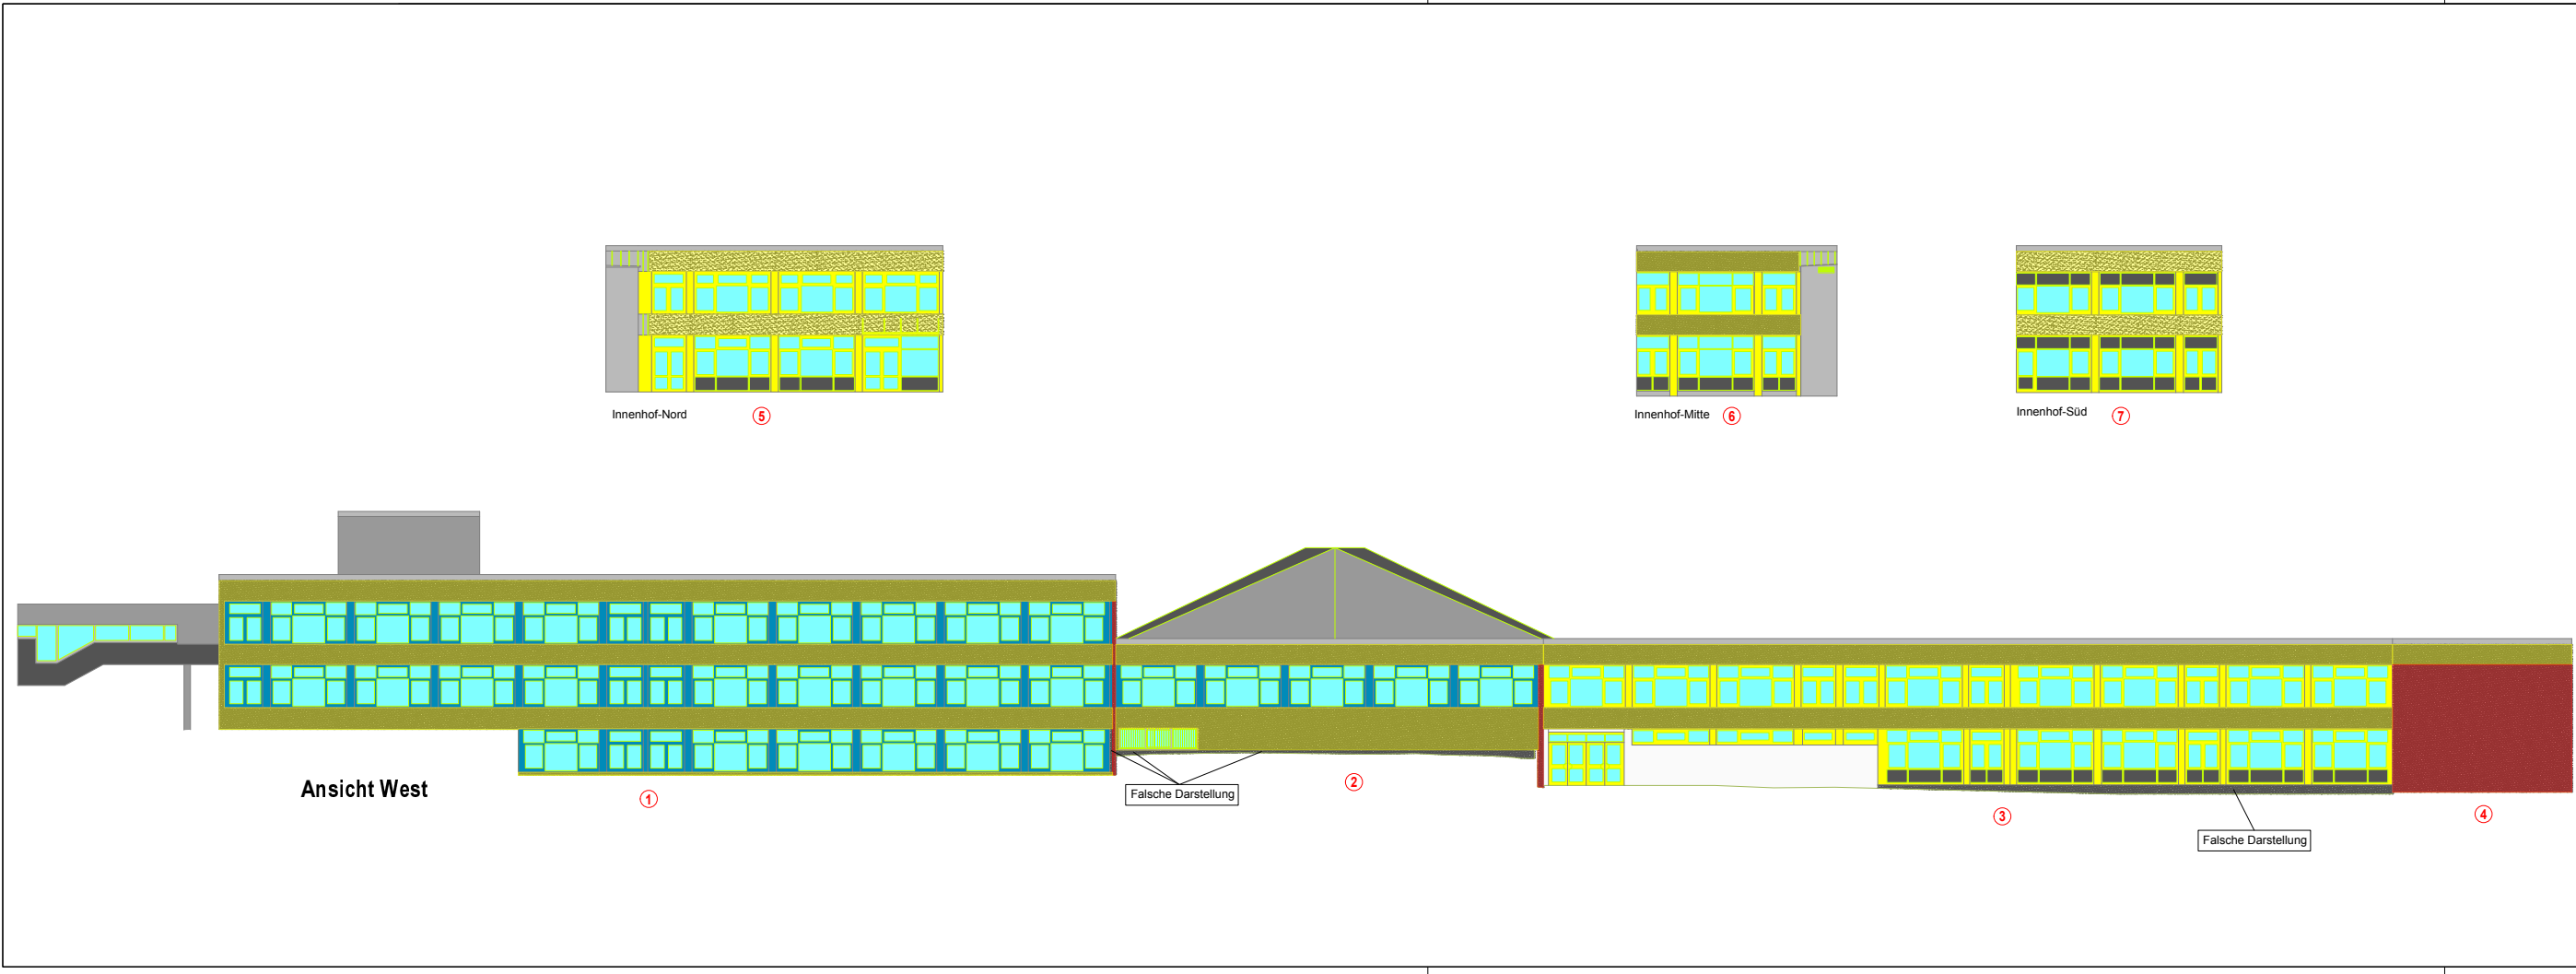 Innenhof-Nord
5
Innenhof-Mitte
6
Innenhof-Süd
7
Ansicht West
1
Falsche Darstellung
2
3
4
Falsche Darstellung